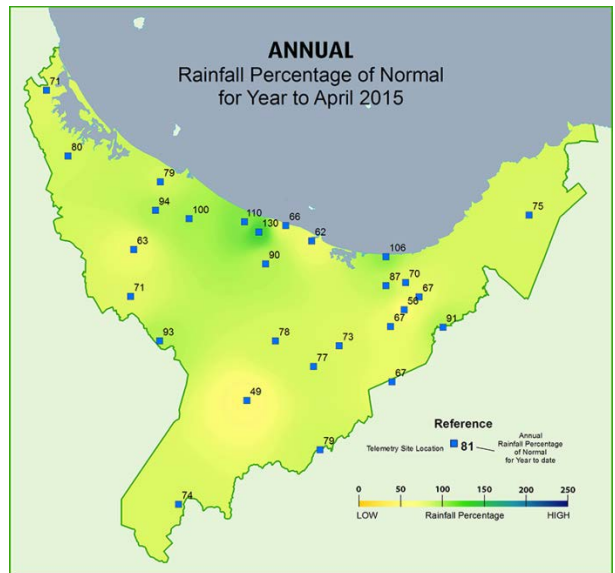 ANNUAL
Rainfall Percentage of Normal
for Year to April 2015
71
80
79
94
100
110
130
66
62
75
63
90
106
87
70
67
56
71
67
91
93
78
73
77
67
49
79
74
Reference
Telemetry Site Location
81
Annual
Rainfall Percentage
of Normal
for Year to date
0 50 100 150 200 250
LOW Rainfall Percentage HIGH